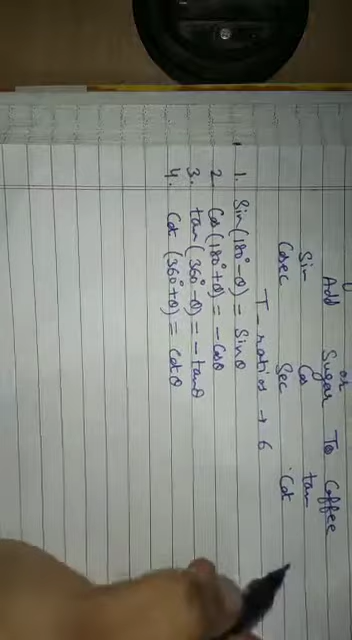 or
Add Sugar To Coffee
Sin Cos tan
Cosec Sec Cot
T-ratios → 6
1. Sin(180°-θ) = Sinθ
2. Cos(180°+θ) = -Cosθ
3. tan(360°-θ) = -tanθ
4. Cot(360°+θ) = Cotθ